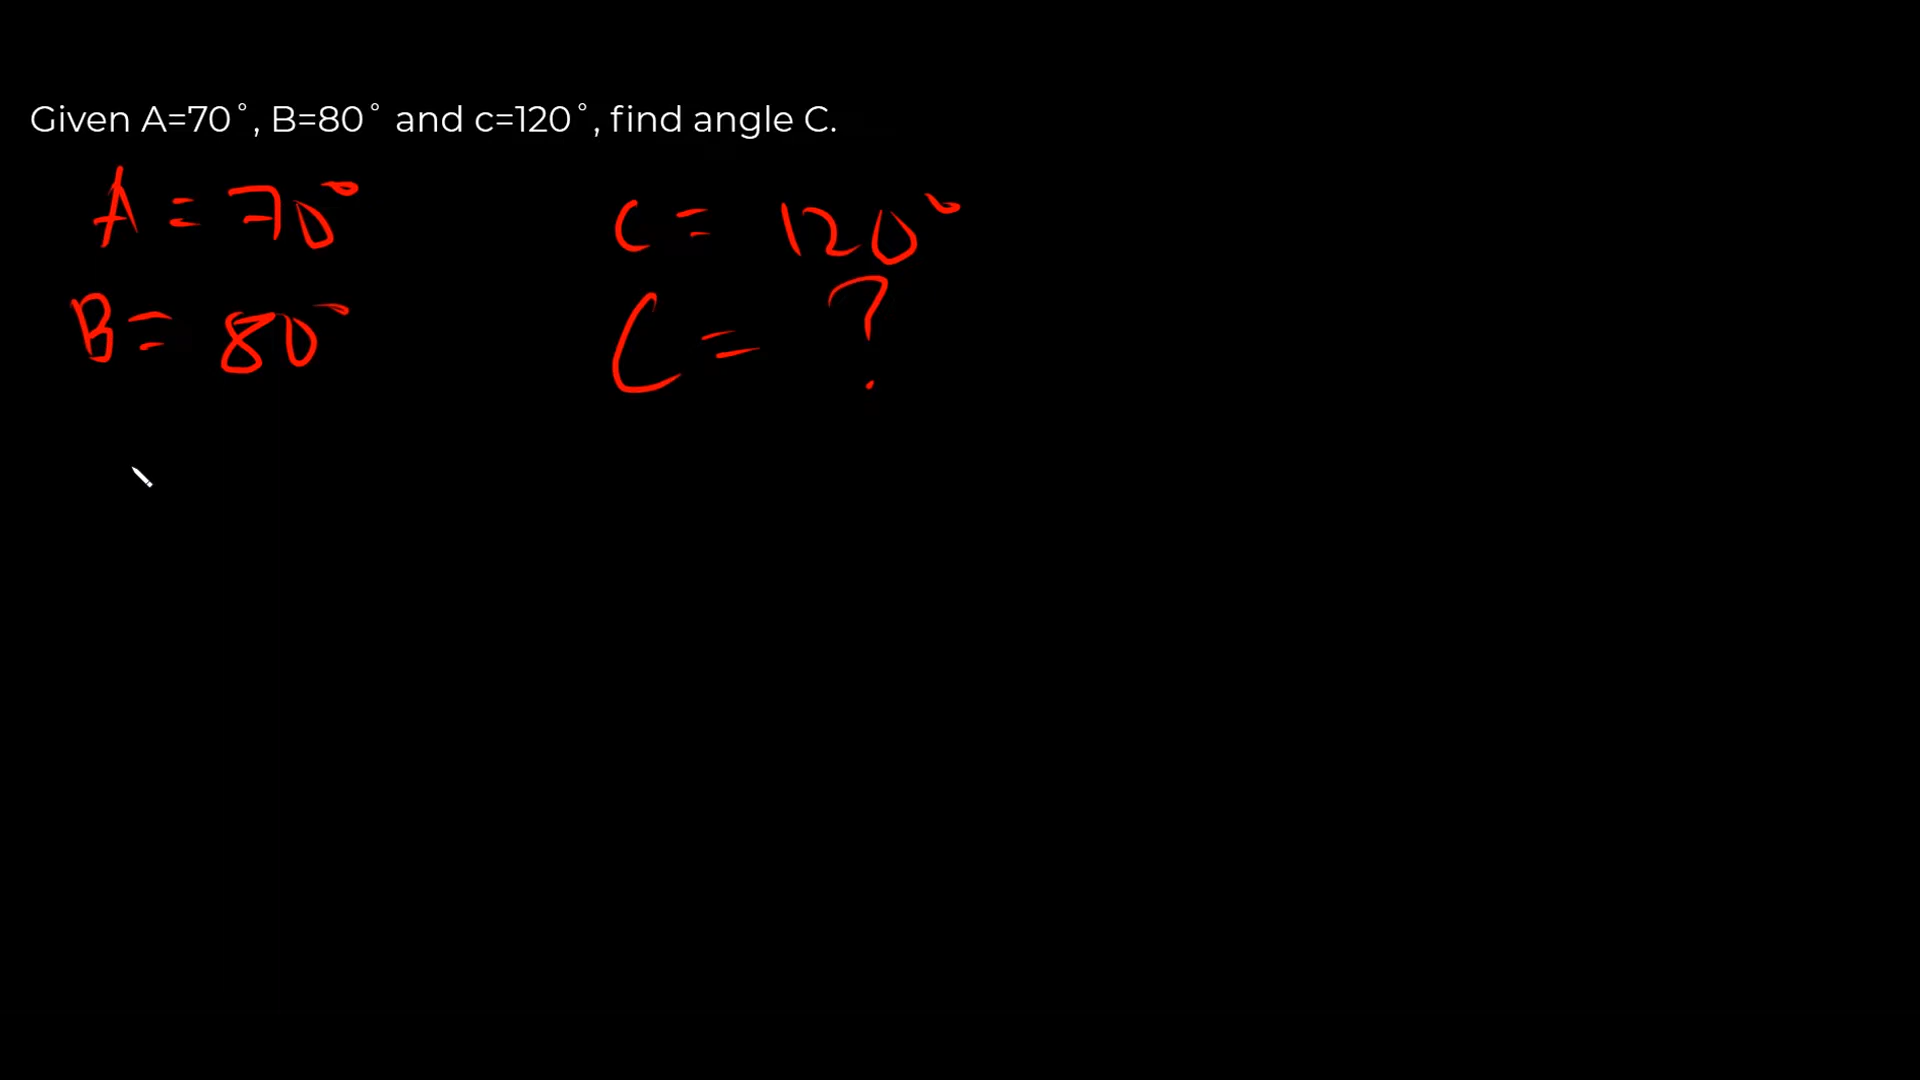 Given A=70°, B=80° and c=120°, find angle C.
A = 70° c = 120°
B = 80° C = ?